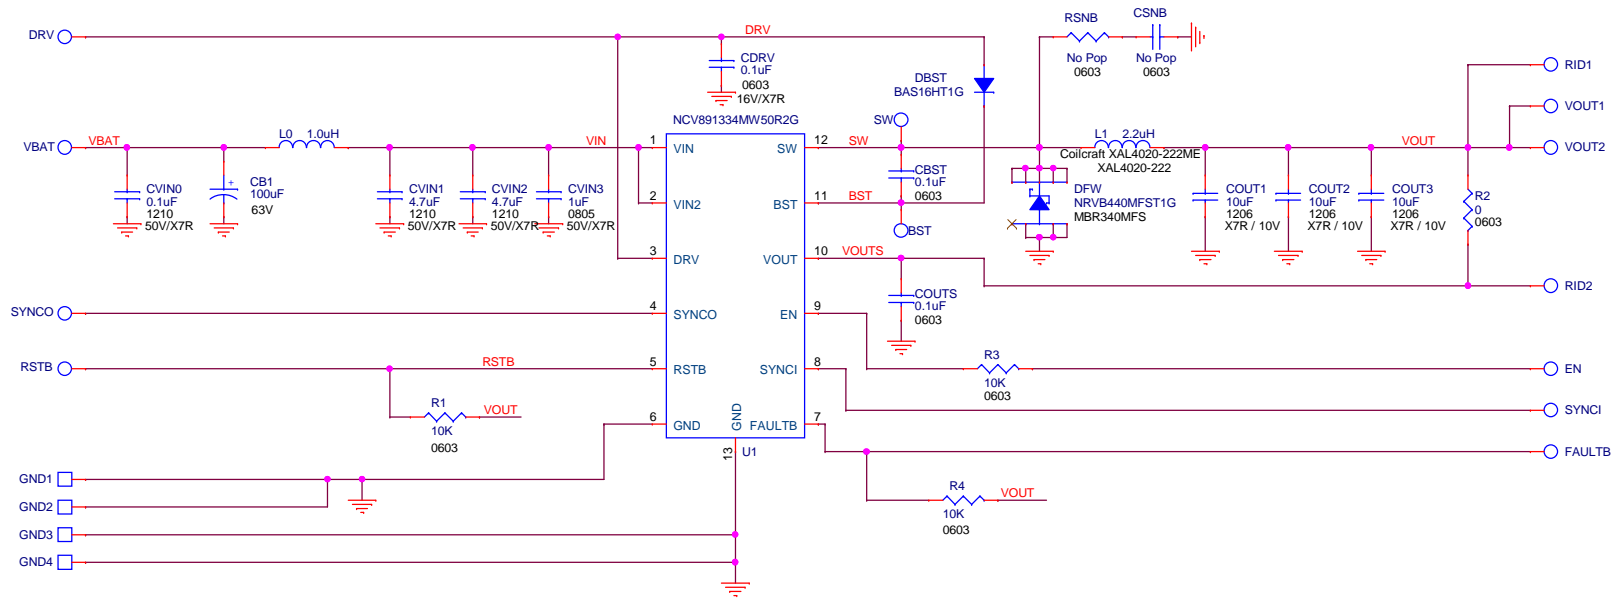 DRV
DRV
CDRV
0.1uF
0603
16V/X7R
DBST
BAS16HT1G
RSNB
No Pop
0603
CSNB
No Pop
0603
RID1
VOUT1
VOUT2
VBAT
VBAT
L0 1.0uH
VIN
CVIN0
0.1uF
1210
50V/X7R
CB1
100uF
63V
+
CVIN1
4.7uF
1210
50V/X7R
CVIN2
4.7uF
1210
50V/X7R
CVIN3
1uF
0805
50V/X7R
NCV891334MW50R2G
1 VIN
2 VIN2
3 DRV
4 SYNCO
5 RSTB
6 GND
GND
13
U1
SW 12
BST 11
VOUT 10
EN 9
SYNCI 8
FAULTB 7
SW
SW
CBST
0.1uF
0603
BST
BST
VOUTS
COUTS
0.1uF
0603
L1 2.2uH
Coilcraft XAL4020-222ME
XAL4020-222
DFW
NRVB440MFST1G
MBR340MFS
VOUT
COUT1
10uF
1206
X7R / 10V
COUT2
10uF
1206
X7R / 10V
COUT3
10uF
1206
X7R / 10V
R2
0
0603
RID2
SYNCO
RSTB
RSTB
R1
10K
0603
VOUT
R3
10K
0603
EN
SYNCI
FAULTB
R4
10K
0603
VOUT
GND1
GND2
GND3
GND4